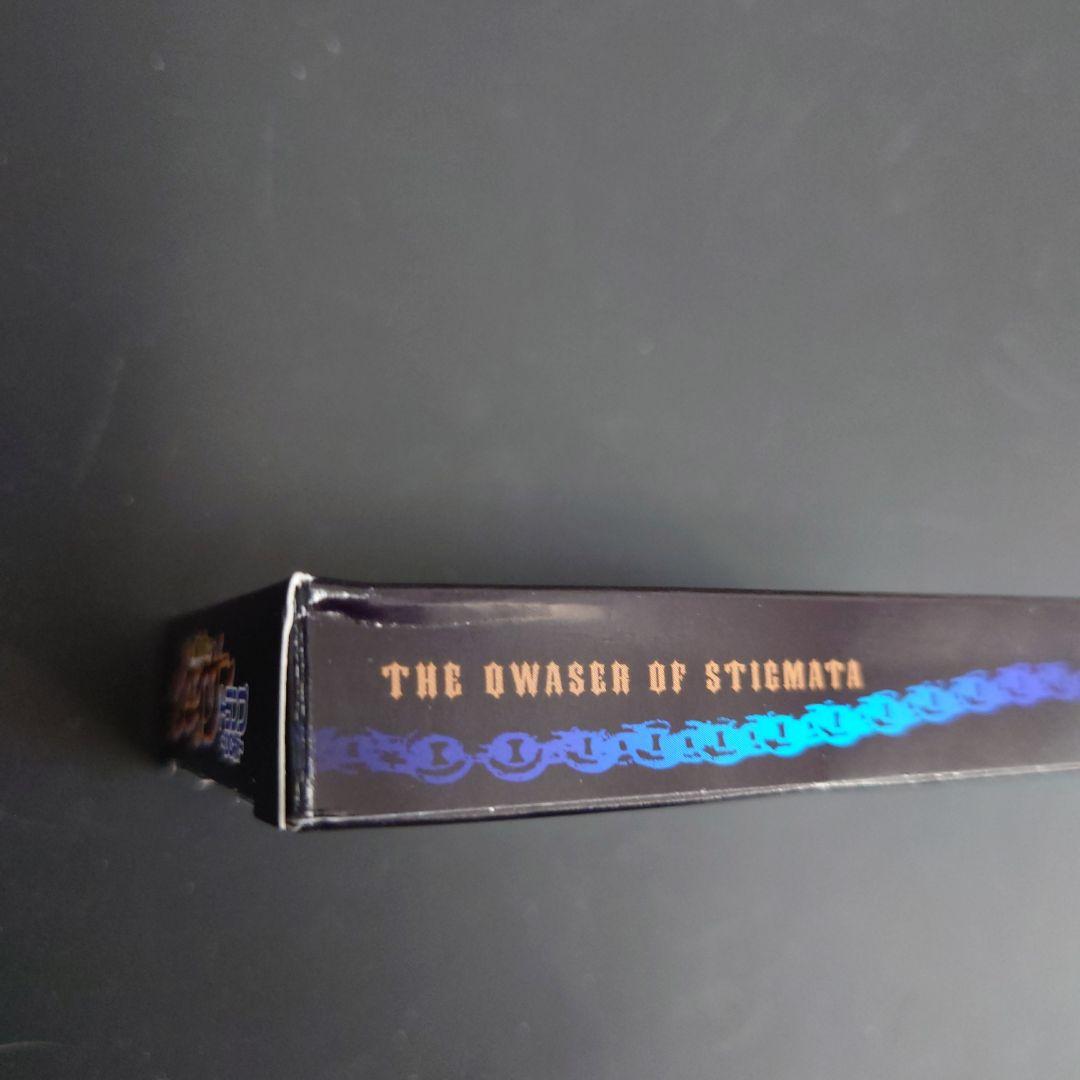 THE QWASER OF STIGMATA